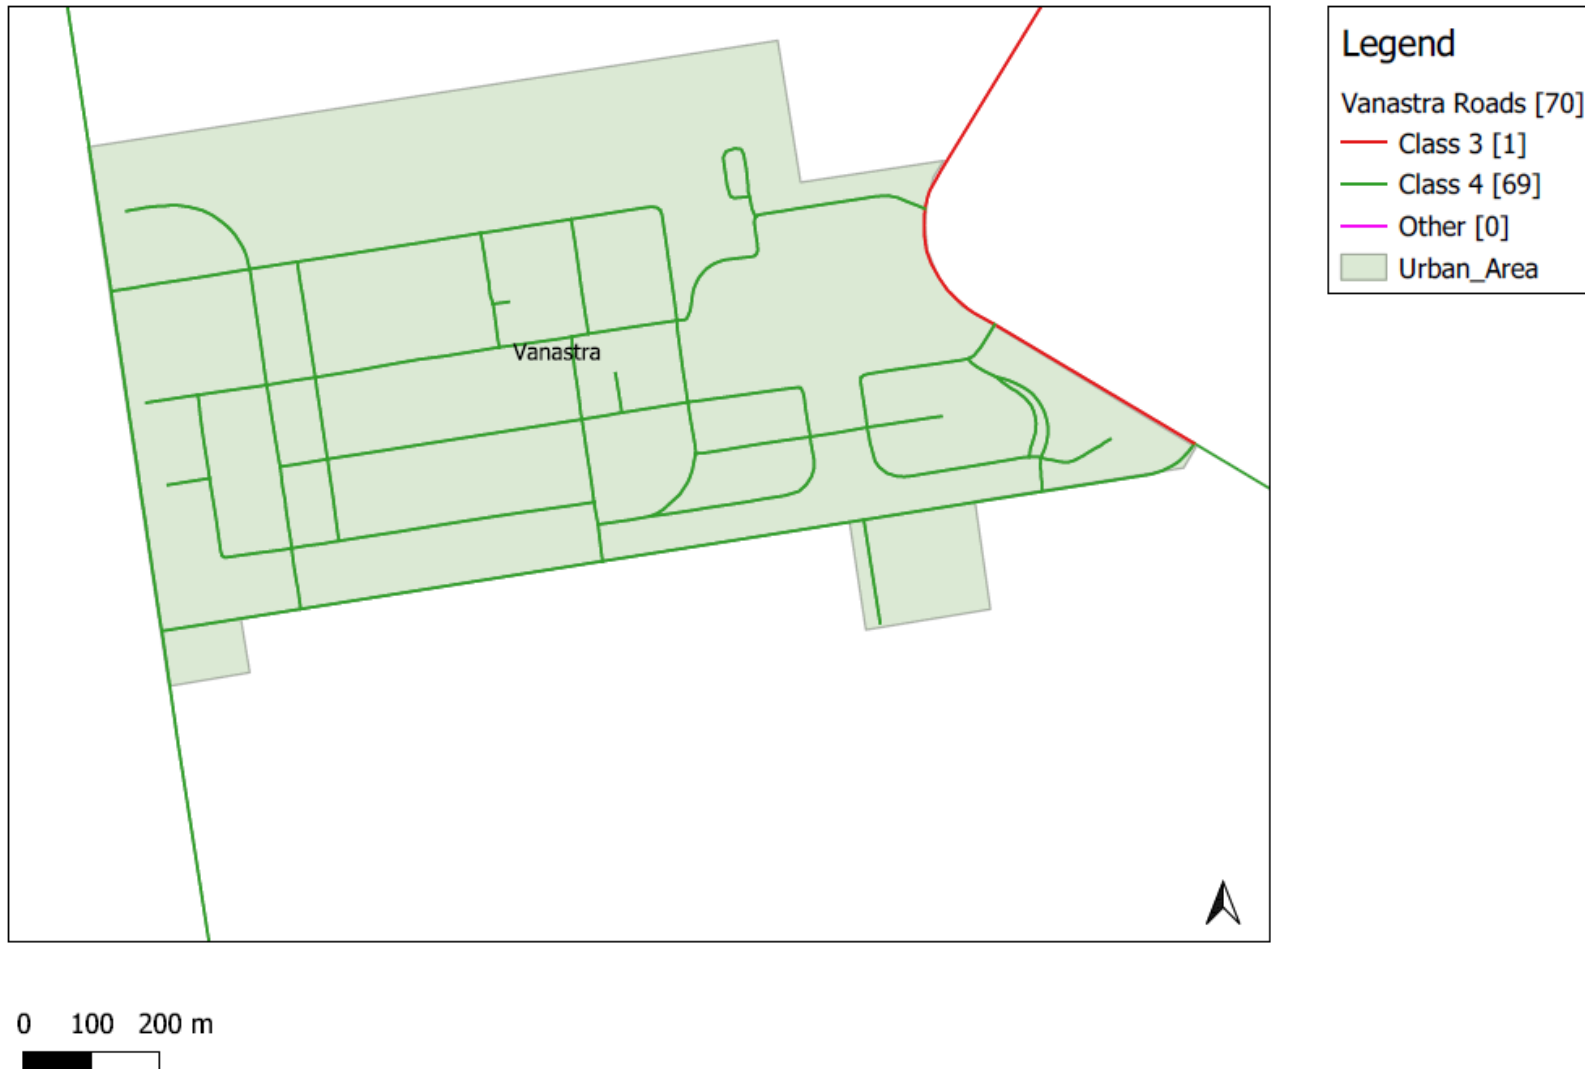 Vanastra
Legend
Vanastra Roads [70]
Class 3 [1]
Class 4 [69]
Other [0]
Urban_Area
0 100 200 m